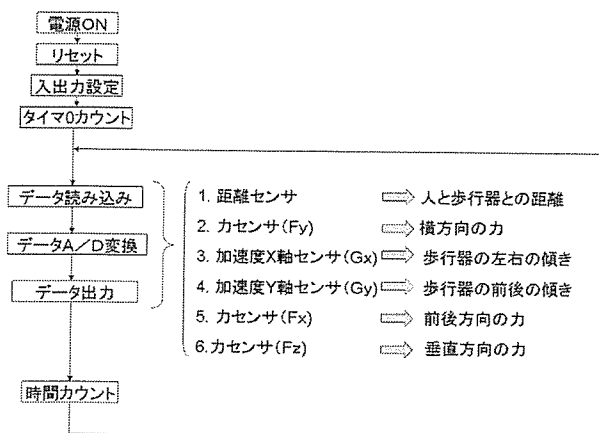 電源ON
リセット
入出力設定
タイマ0カウント
データ読み込み
データA/D変換
データ出力
時間カウント
1. 距離センサ ⇨ 人と歩行器との距離
2. 力センサ(Fy) ⇨ 横方向の力
3. 加速度X軸センサ(Gx) ⇨ 歩行器の左右の傾き
4. 加速度Y軸センサ(Gy) ⇨ 歩行器の前後の傾き
5. 力センサ(Fx) ⇨ 前後方向の力
6.力センサ(Fz) ⇨ 垂直方向の力